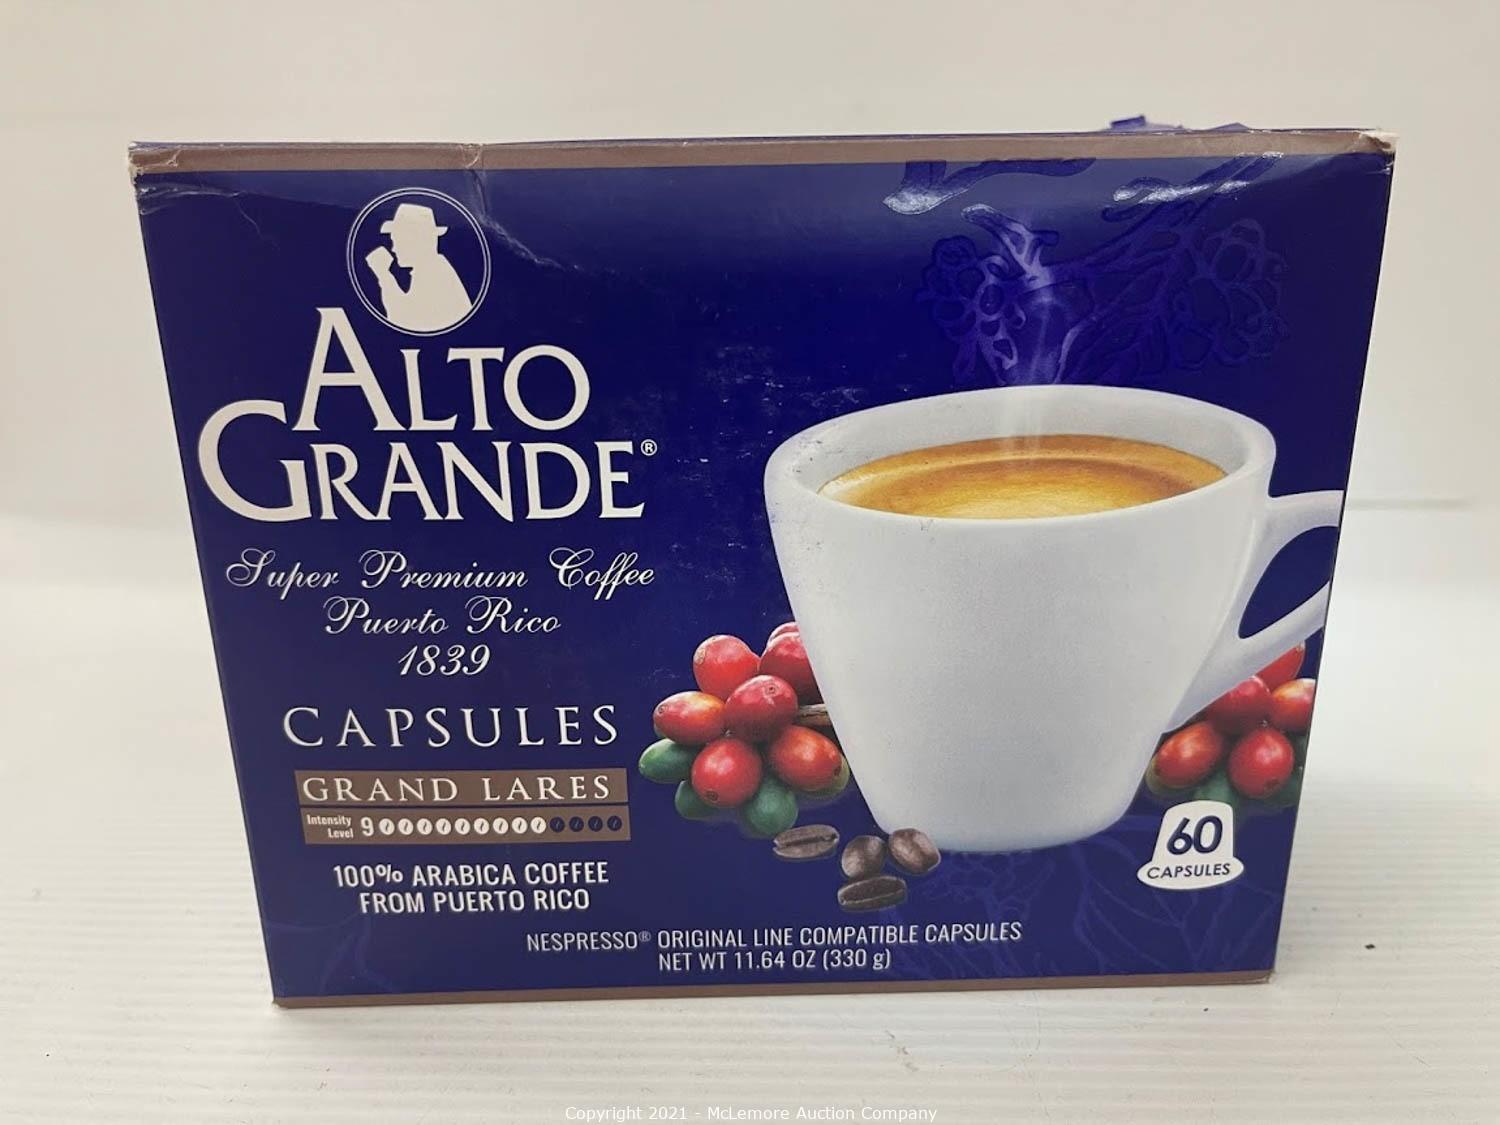 ALTO
GRANDE®
Super Premium Coffee
Puerto Rico
1839
CAPSULES
GRAND LARES
Intensity
Level 9
100% ARABICA COFFEE
FROM PUERTO RICO
60
CAPSULES
NESPRESSO® ORIGINAL LINE COMPATIBLE CAPSULES
NET WT 11.64 OZ (330 g)
Copyright 2021 - McLemore Auction Company